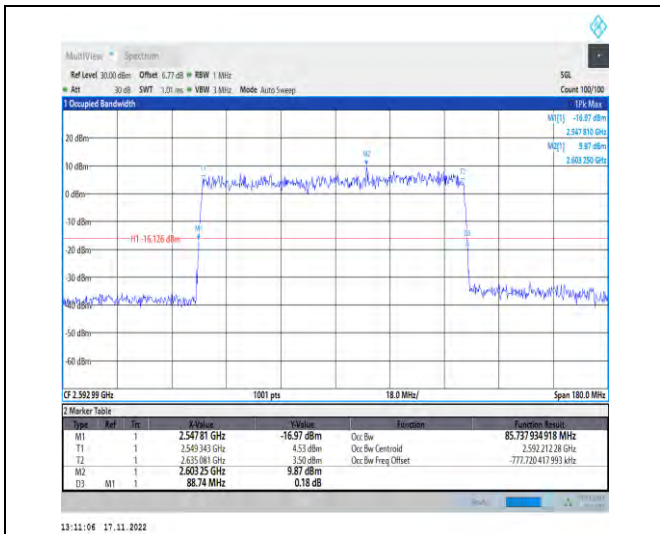 MultiView Spectrum
Ref Level 30.00 dBm Offset 6.77 dB RBW 1 MHz SGL
Att 30 dB SWT 1.01 ms VBW 3 MHz Mode Auto Sweep Count 100/100
1 Occupied Bandwidth 1Pk Max
M1[1] -16.97 dBm
2.547 810 GHz
M2[1] 9.87 dBm
2.603 250 GHz
20 dBm
M2
10 dBm
T2
0 dBm
-10 dBm
M1
H1 -16.126 dBm
D3
-20 dBm
-30 dBm
-40 dBm
-50 dBm
-60 dBm
CF 2.592 99 GHz 1001 pts 18.0 MHz/ Span 180.0 MHz
2 Marker Table
Type Ref Trc X-Value Y-Value Function Function Result
M1 1 2.547 81 GHz -16.97 dBm Occ Bw 85.737 934 918 MHz
T1 1 2.549 343 GHz 4.53 dBm Occ Bw Centroid 2.592 212 28 GHz
T2 1 2.635 081 GHz 3.50 dBm Occ Bw Freq Offset -777.720 417 993 kHz
M2 1 2.603 25 GHz 9.87 dBm
D3 M1 1 88.74 MHz 0.18 dB
13:11:06 17.11.2022